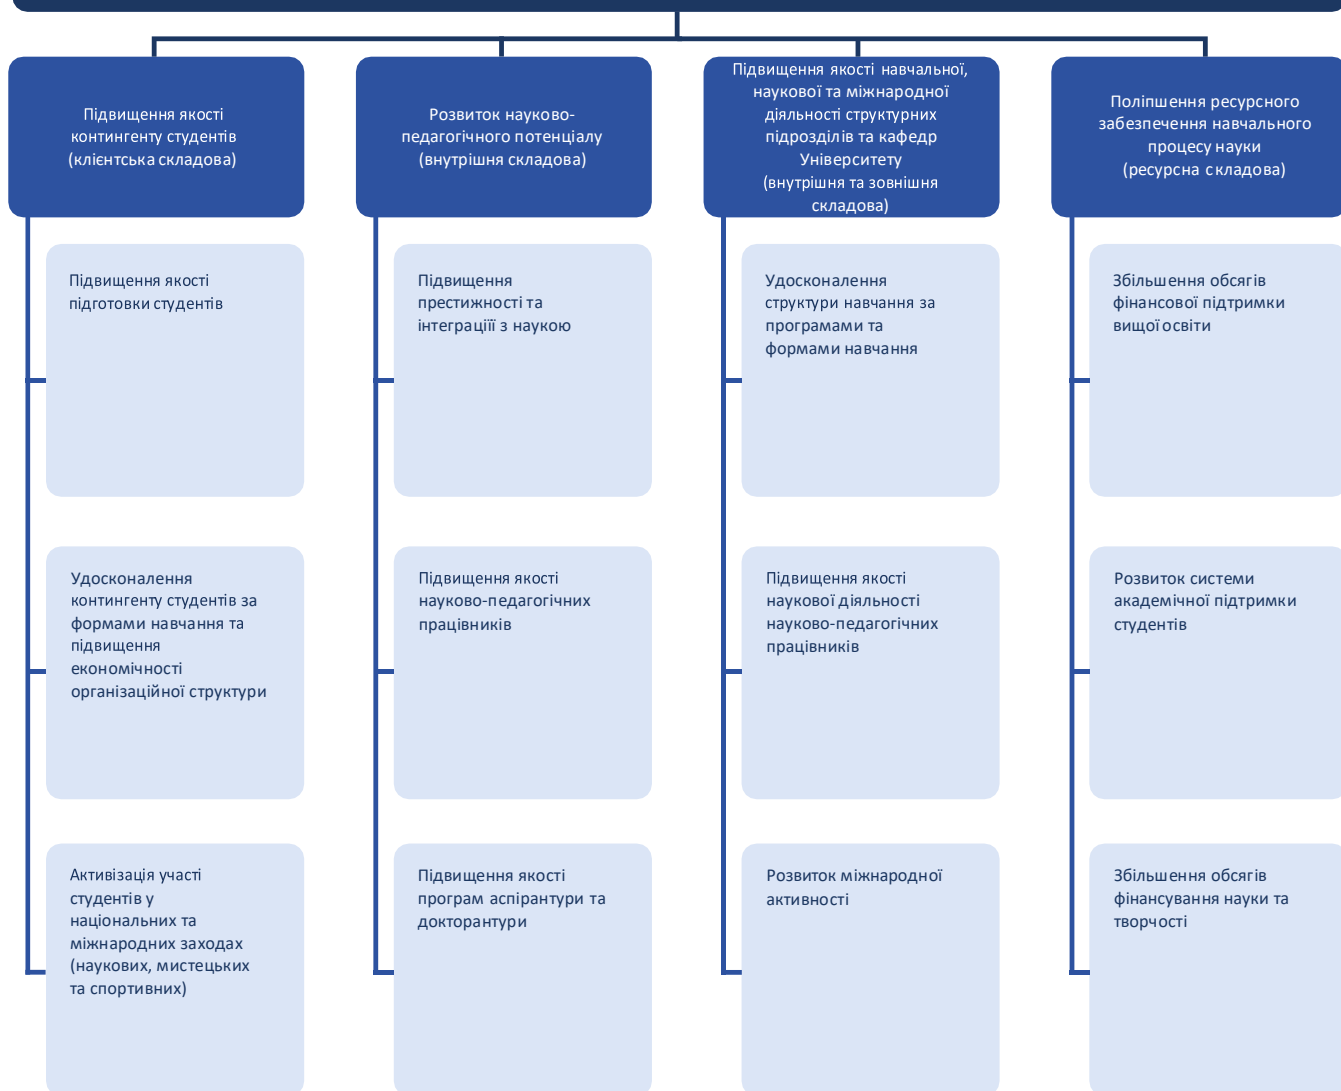 Підвищення якості
контингенту студентів
(клієнтська складова)
Підвищення якості
підготовки студентів
Удосконалення
контингенту студентів за
формами навчання та
підвищення
економічності
організаційної структури
Активізація участі
студентів у
національних та
міжнародних заходах
(наукових, мистецьких
та спортивних)
Розвиток науково-
педагогічного потенціалу
(внутрішня складова)
Підвищення
престижності та
інтеграціїї з наукою
Підвищення якості
науково-педагогічних
працівників
Підвищення якості
програм аспірантури та
докторантури
Підвищення якості навчальної,
наукової та міжнародної
діяльності структурних
підрозділів та кафедр
Університету
(внутрішня та зовнішня
складова)
Удосконалення
структури навчання за
програмами та
формами навчання
Підвищення якості
наукової діяльності
науково-педагогічних
працівників
Розвиток міжнародної
активності
Поліпшення ресурсного
забезпечення навчального
процесу науки
(ресурсна складова)
Збільшення обсягів
фінансової підтримки
вищої освіти
Розвиток системи
академічної підтримки
студентів
Збільшення обсягів
фінансування науки та
творчості